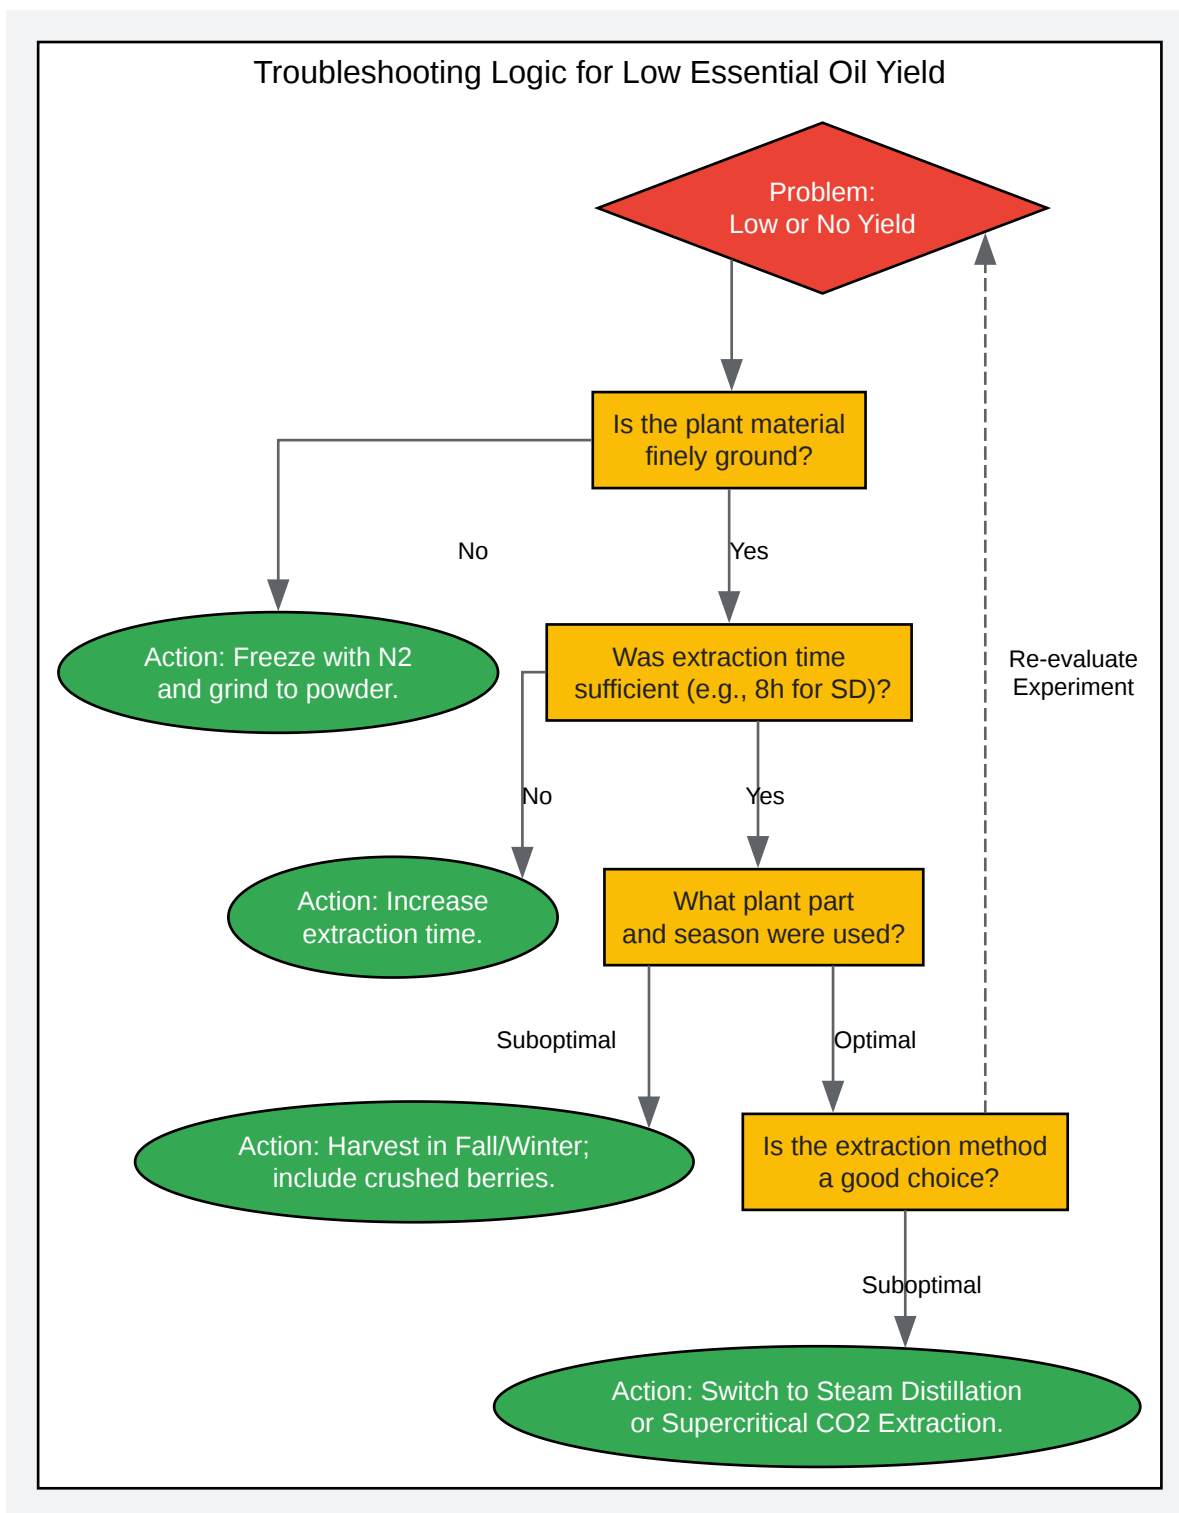 Troubleshooting Logic for Low Essential Oil Yield
Problem:
Low or No Yield
Is the plant material
finely ground?
No
Yes
Action: Freeze with N2
and grind to powder.
Was extraction time
sufficient (e.g., 8h for SD)?
Re-evaluate
Experiment
No
Yes
Action: Increase
extraction time.
What plant part
and season were used?
Suboptimal
Optimal
Action: Harvest in Fall/Winter;
include crushed berries.
Is the extraction method
a good choice?
Suboptimal
Action: Switch to Steam Distillation
or Supercritical CO2 Extraction.